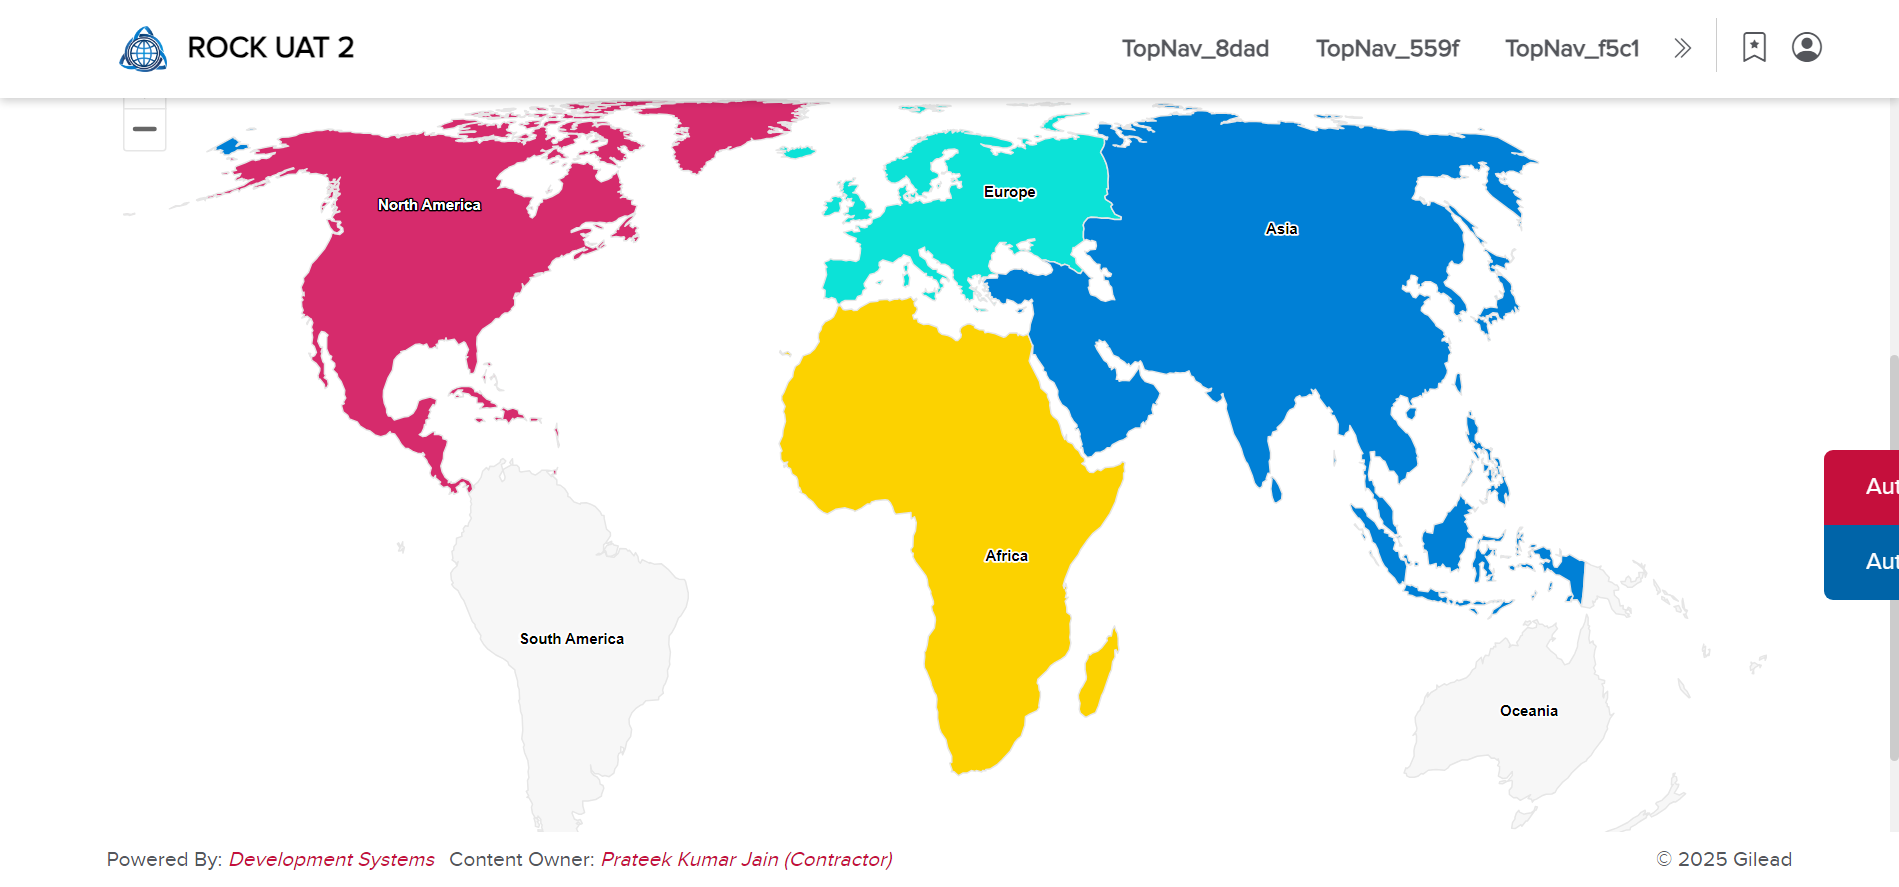 ROCK UAT 2
TopNav_8dad TopNav_559f TopNav_f5c1
North America
Europe
Asia
Aut
Aut
Africa
South America
Oceania
Powered By: Development Systems Content Owner: Prateek Kumar Jain (Contractor)
© 2025 Gilead